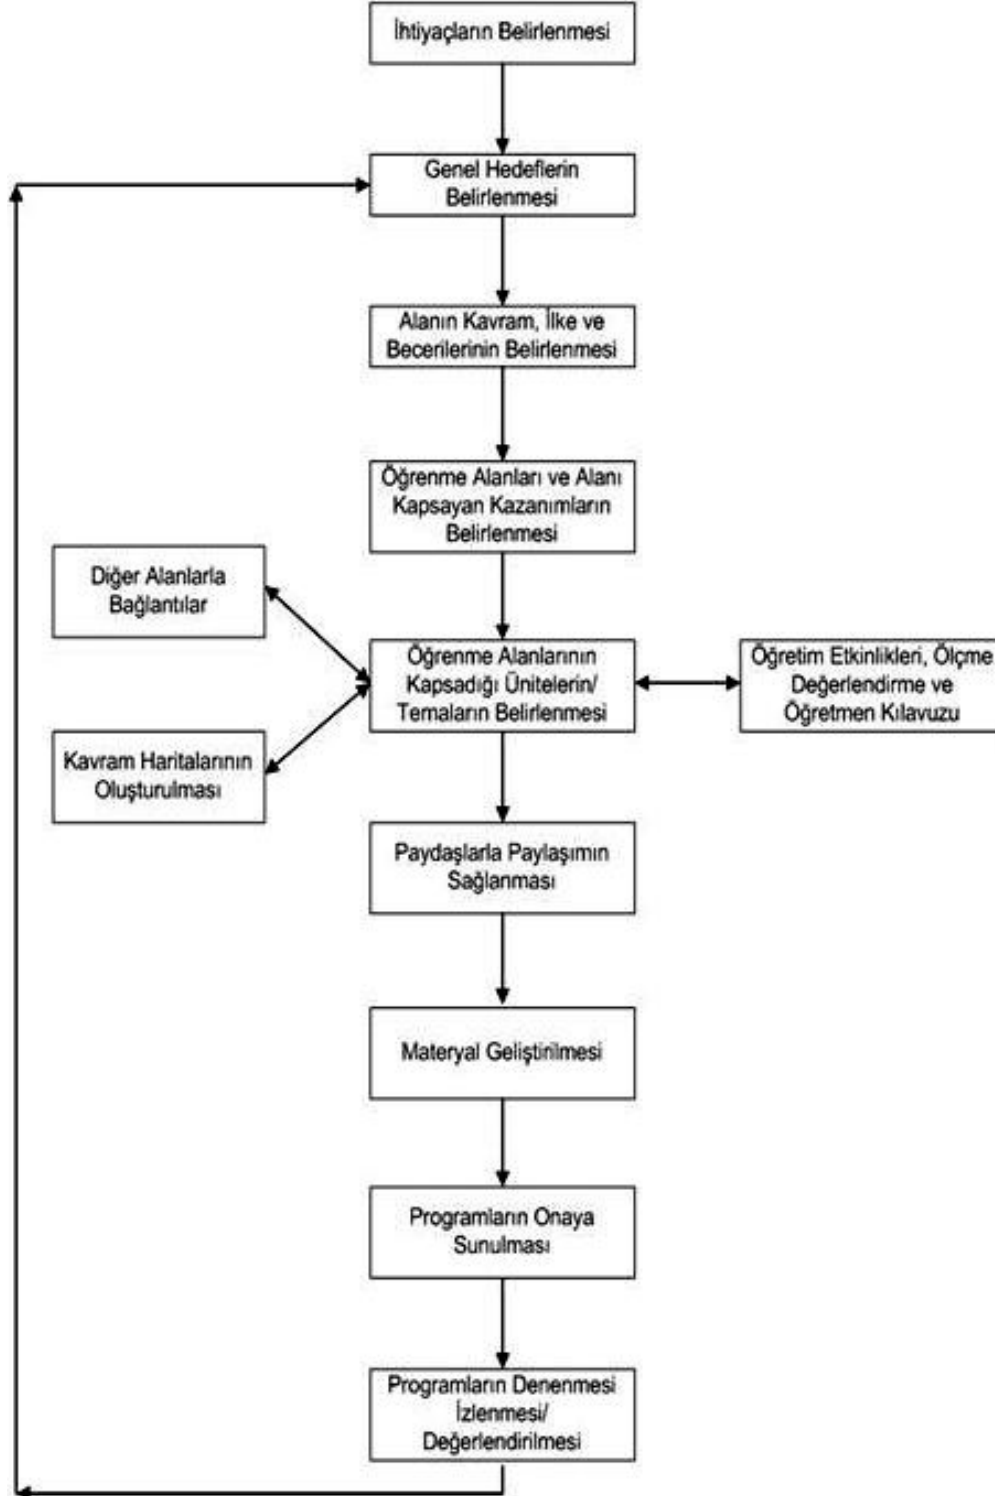 İhtiyaçların Belirlenmesi
Genel Hedeflerin
Belirlenmesi
Alanın Kavram, İlke ve
Becerilerinin Belirlenmesi
Öğrenme Alanları ve Alanı
Kapsayan Kazanımların
Belirlenmesi
Diğer Alanlarla
Bağlantılar
Öğrenme Alanlarının
Kapsadığı Ünitelerin/
Temaların Belirlenmesi
Öğretim Etkinlikleri, Ölçme
Değerlendirme ve
Öğretmen Kılavuzu
Kavram Haritalarının
Oluşturulması
Paydaşlarla Paylaşımın
Sağlanması
Materyal Geliştirilmesi
Programların Onaya
Sunulması
Programların Denenmesi
İzlenmesi/
Değerlendirilmesi